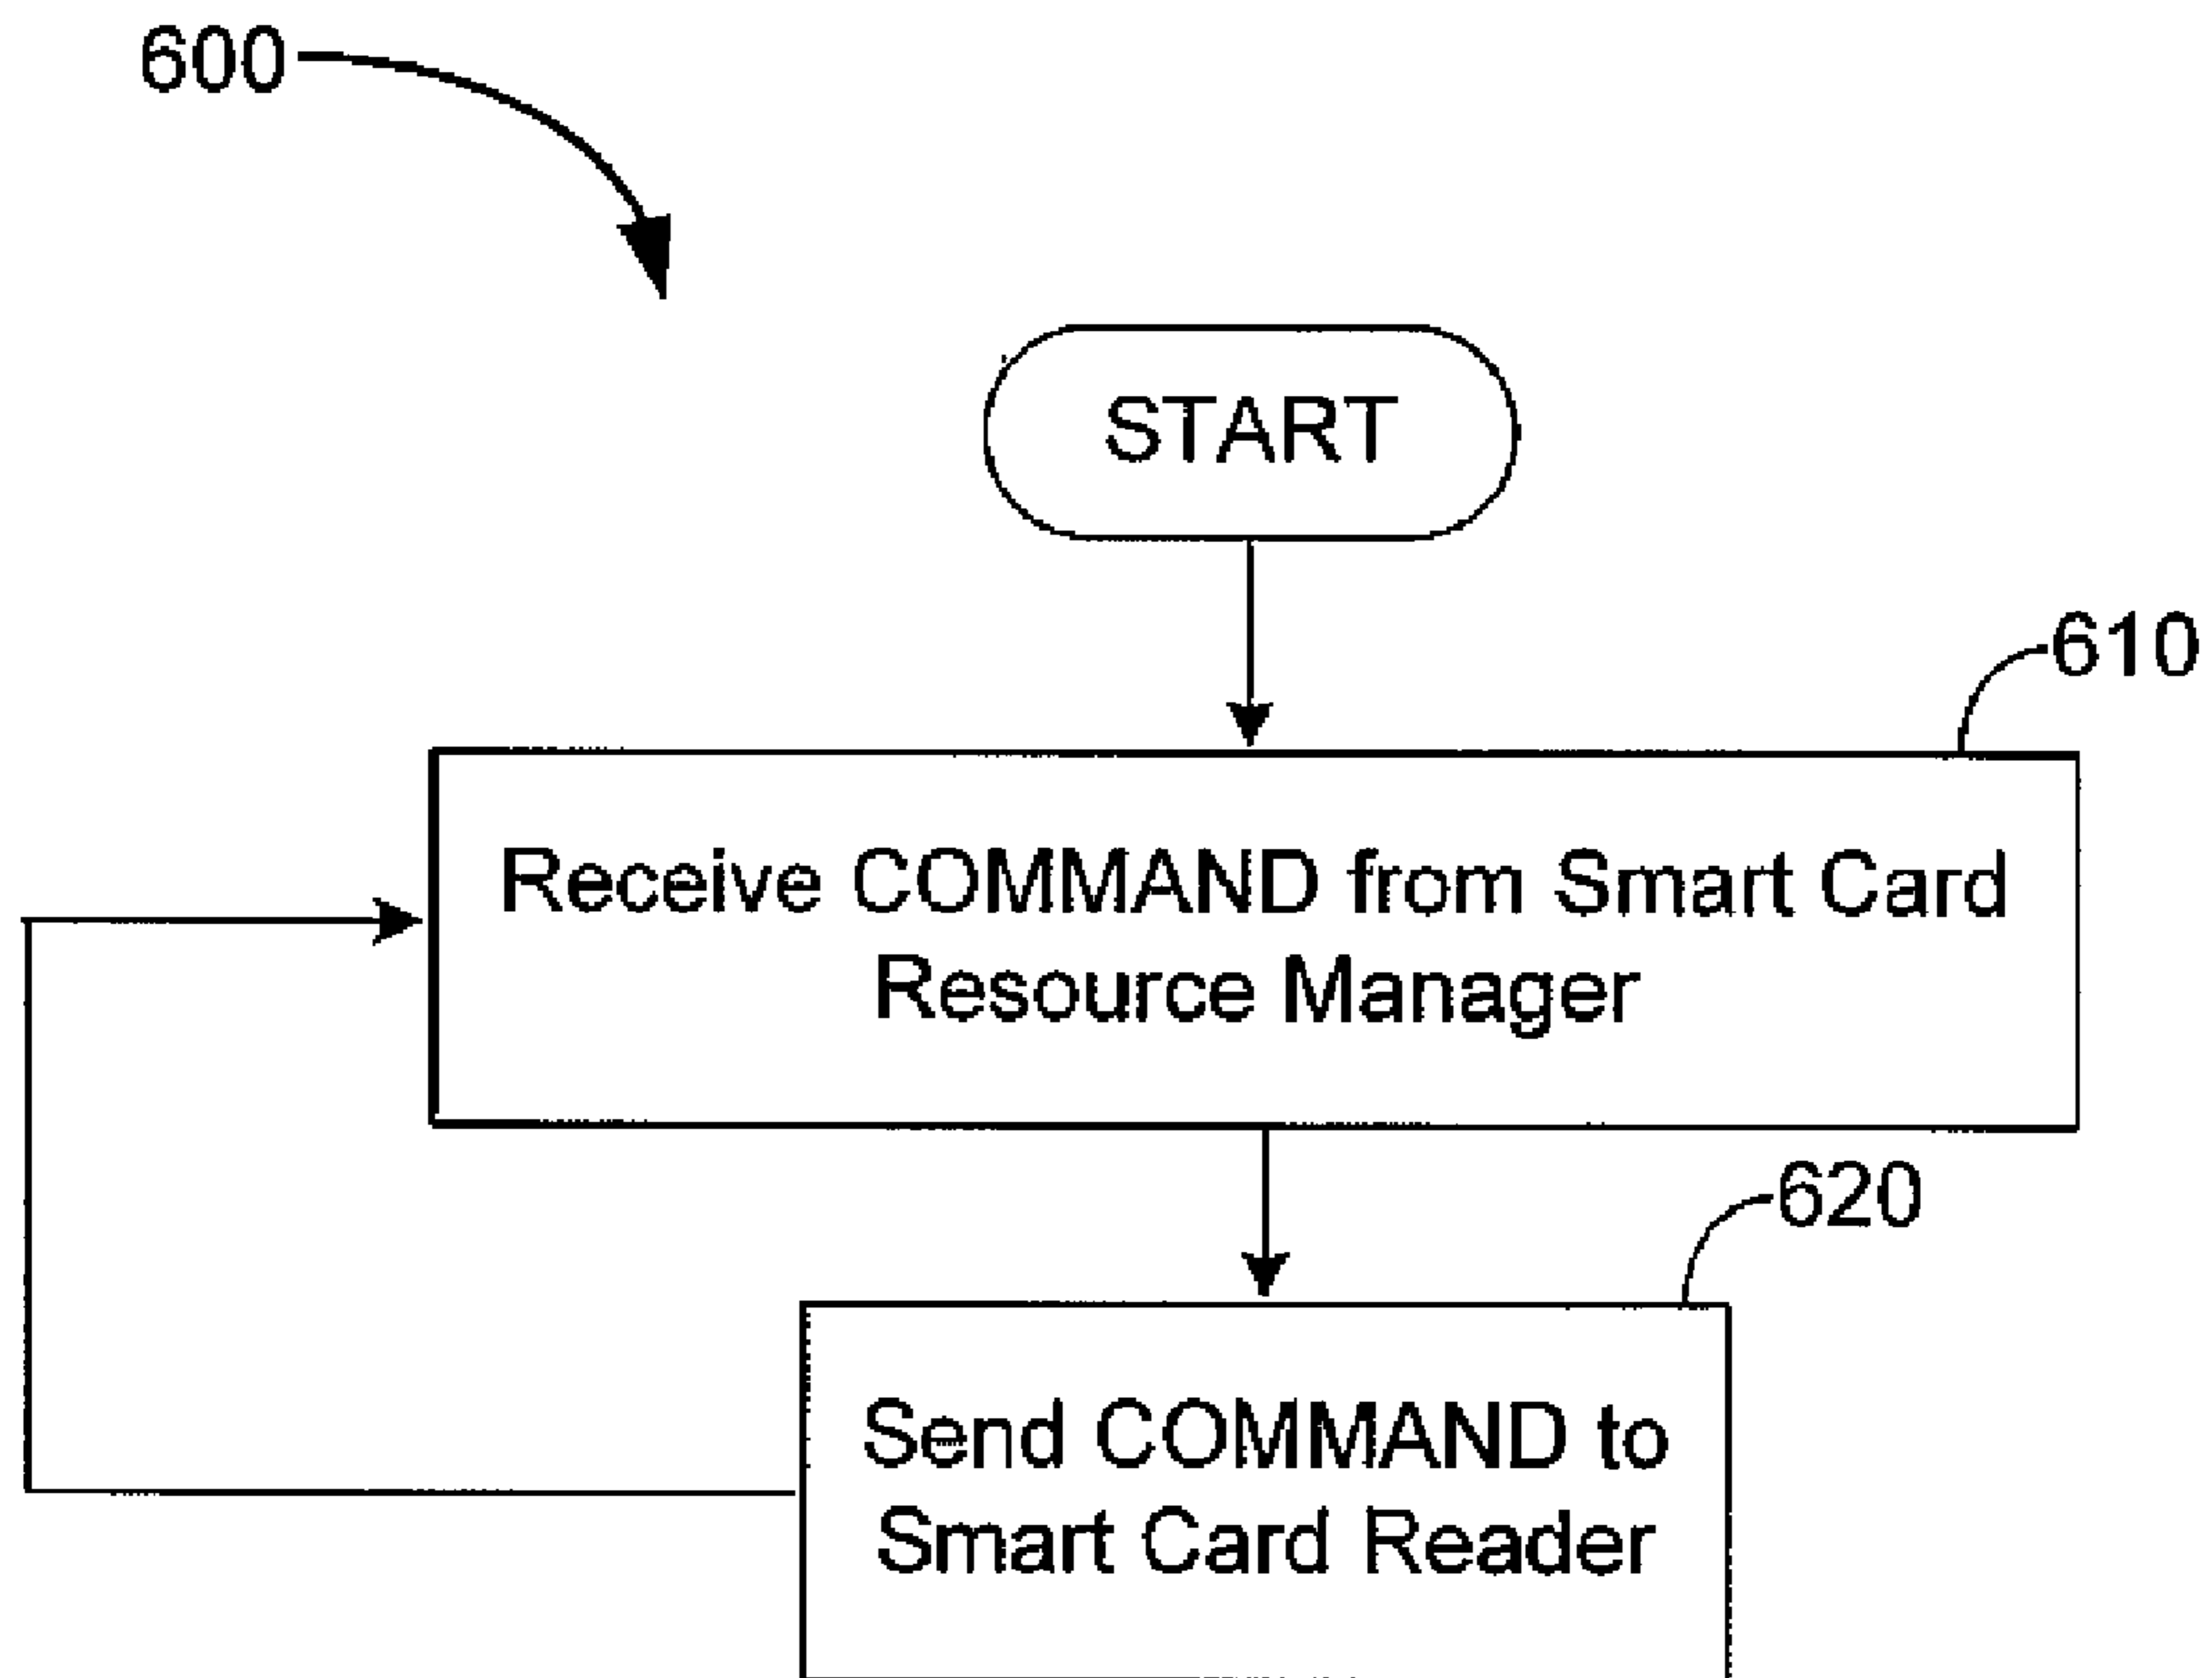 600
START
610
Receive COMMAND from Smart Card
Resource Manager
620
Send COMMAND to
Smart Card Reader